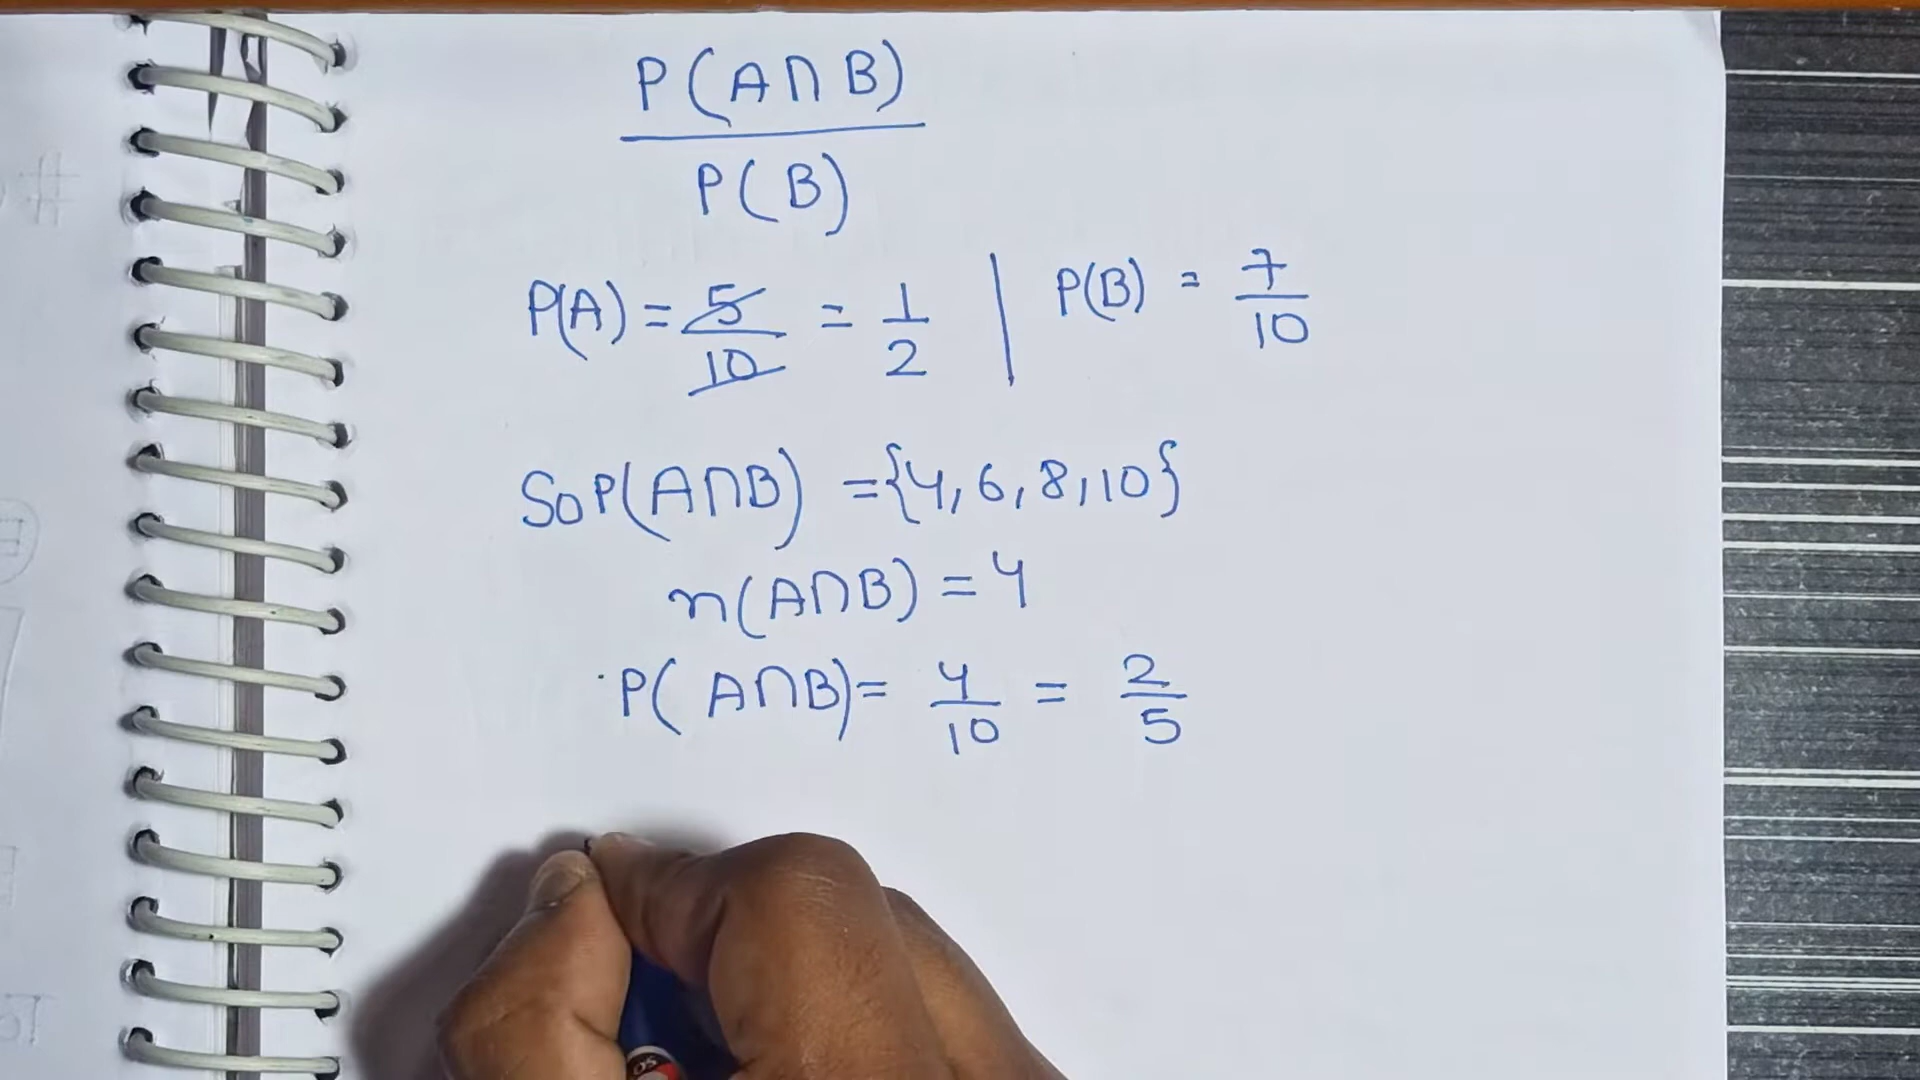 P(A∩B)
P(B)
P(A) = 5/10 = 1/2 | P(B) = 7/10
So P(A∩B) = {4, 6, 8, 10}
n(A∩B) = 4
P(A∩B) = 4/10 = 2/5